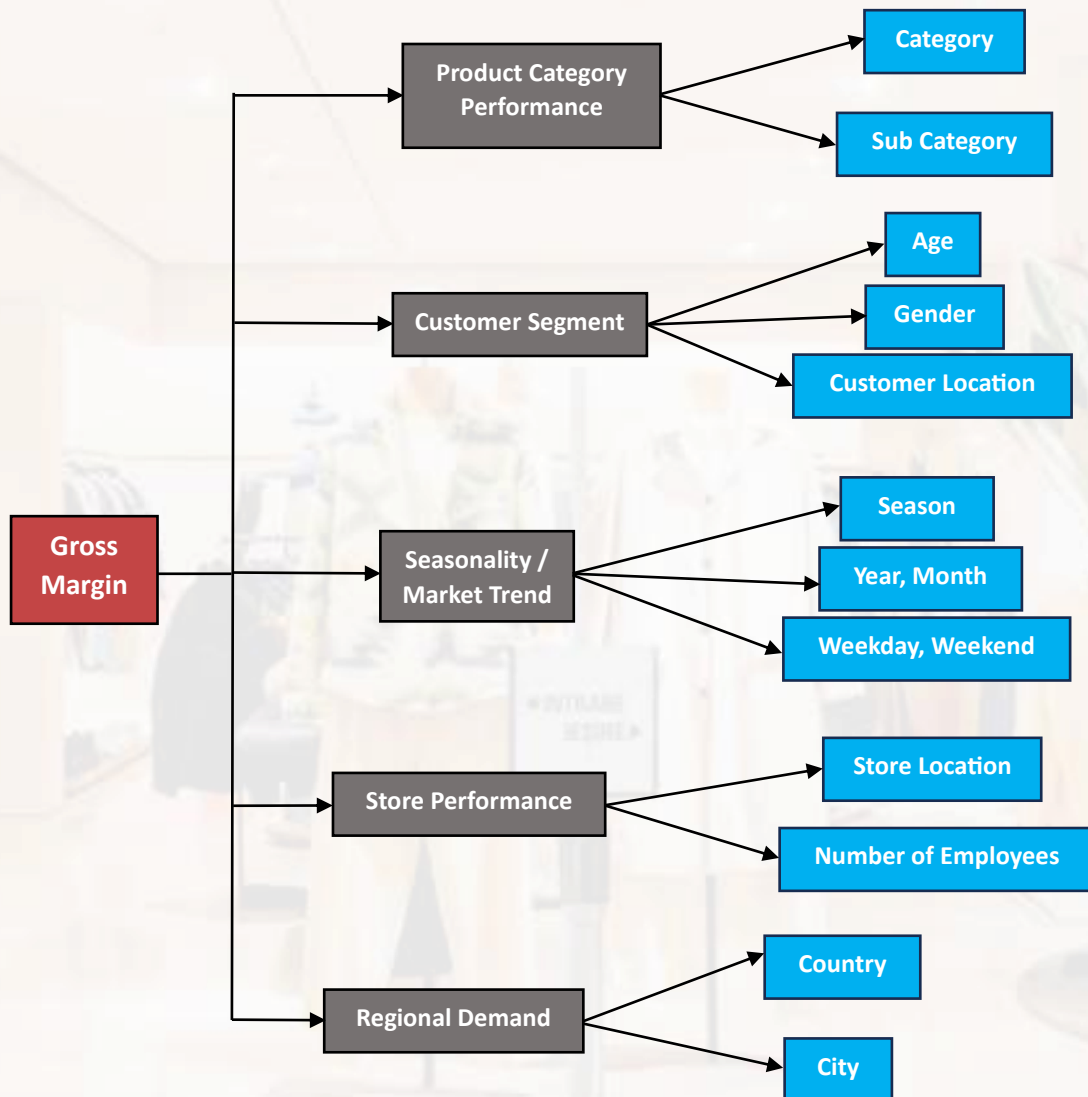 Product Category
Performance
Category
Sub Category
Customer Segment
Age
Gender
Customer Location
Gross
Margin
Seasonality /
Market Trend
Season
Year, Month
Weekday, Weekend
Store Performance
Store Location
Number of Employees
Regional Demand
Country
City